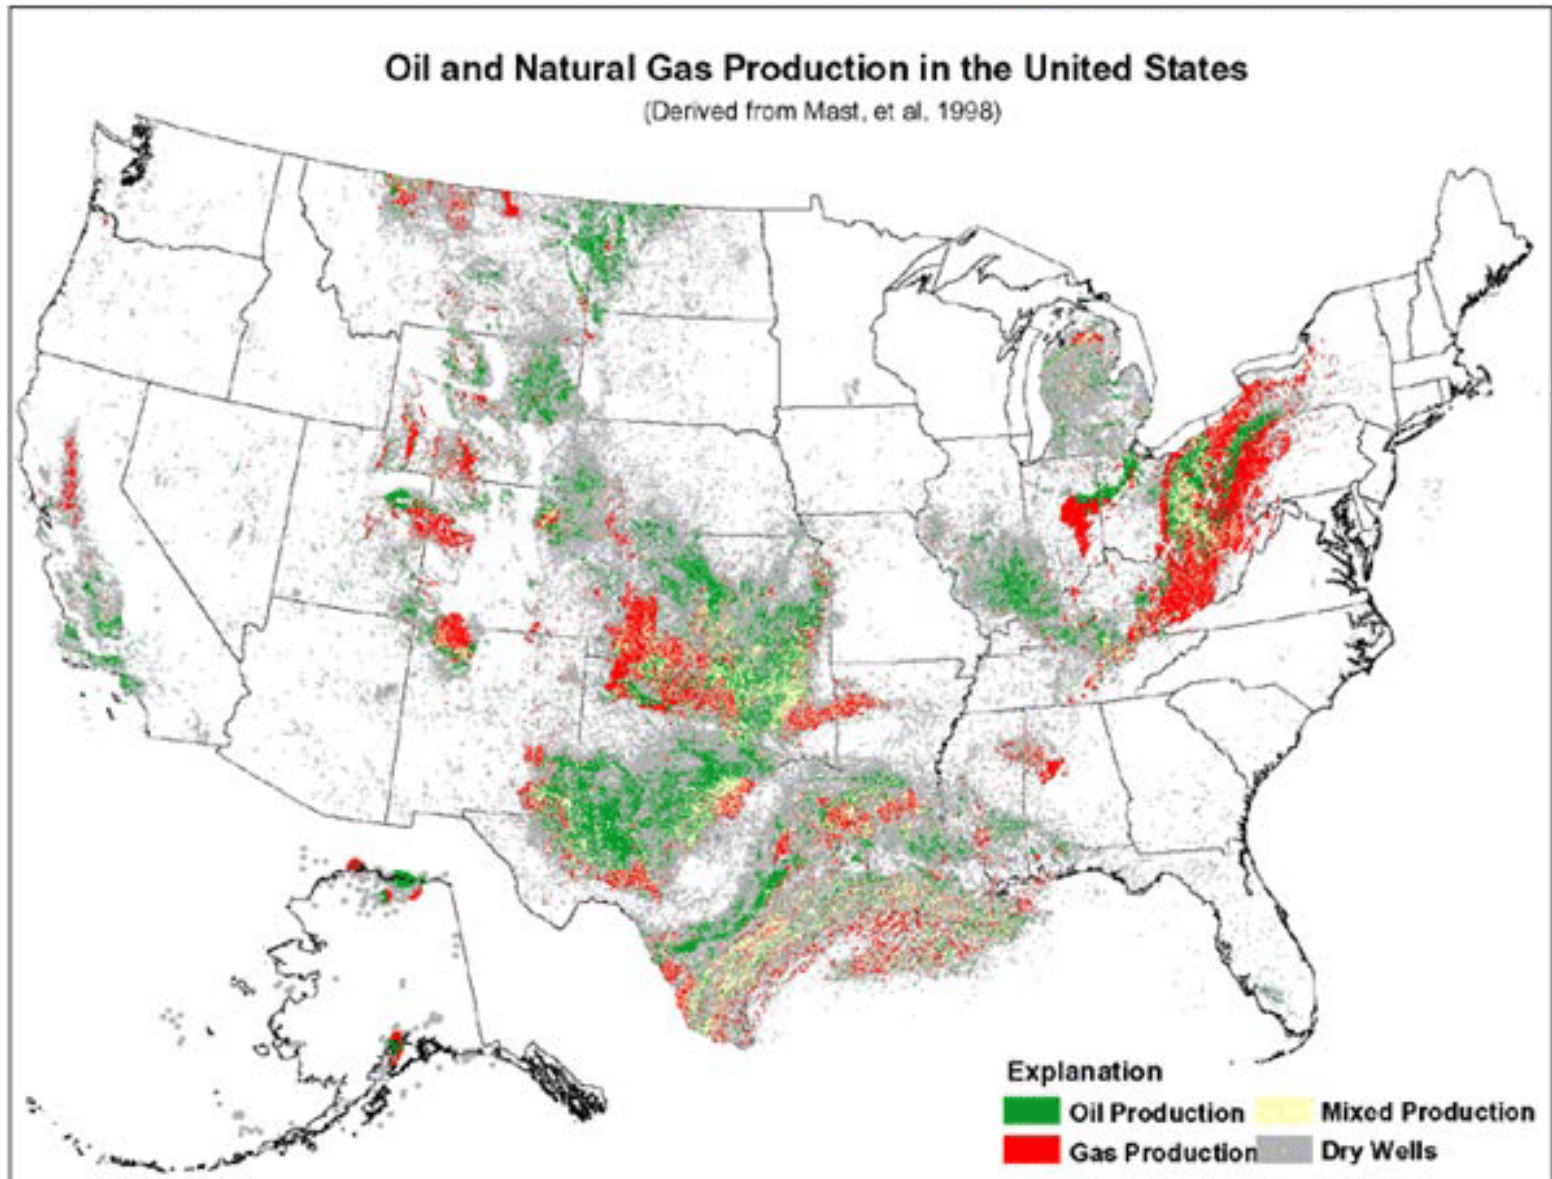 Oil and Natural Gas Production in the United States
(Derived from Mast, et al, 1998)
Explanation
Oil Production
Mixed Production
Gas Production
Dry Wells